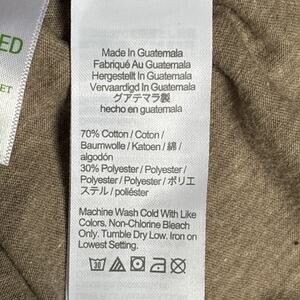 ED
ET
Made In Guatemala
Fabriqué Au Guatemala
Hergestellt In Guatemala
Vervaardigd In Guatemala
グアテマラ製
hecho en guatemala
70% Cotton / Coton /
Baumwolle / Katoen / 綿 /
algodón
30% Polyester / Polyester /
Polyester / Polyester / ポリエ
ステル / poliéster
Machine Wash Cold With Like
Colors. Non-Chlorine Bleach
Only. Tumble Dry Low. Iron on
Lowest Setting.
30